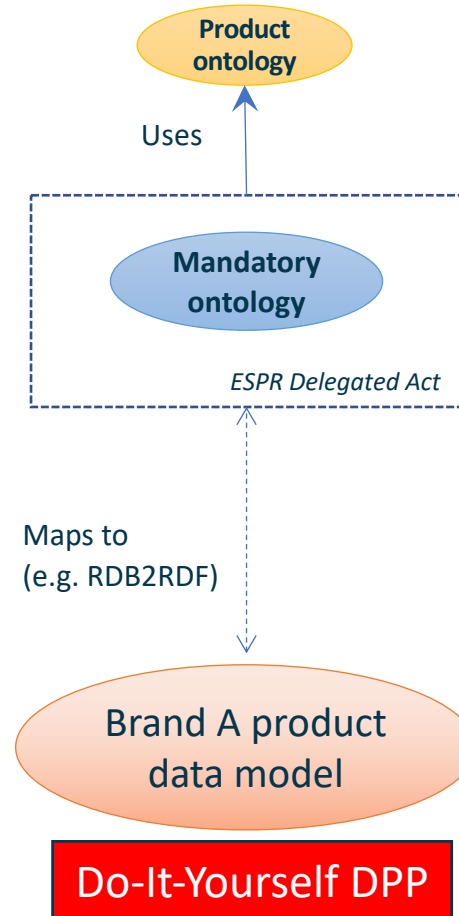 Product
ontology
Uses
Mandatory
ontology
ESPR Delegated Act
Maps to
(e.g. RDB2RDF)
Brand A product
data model
Do-It-Yourself DPP